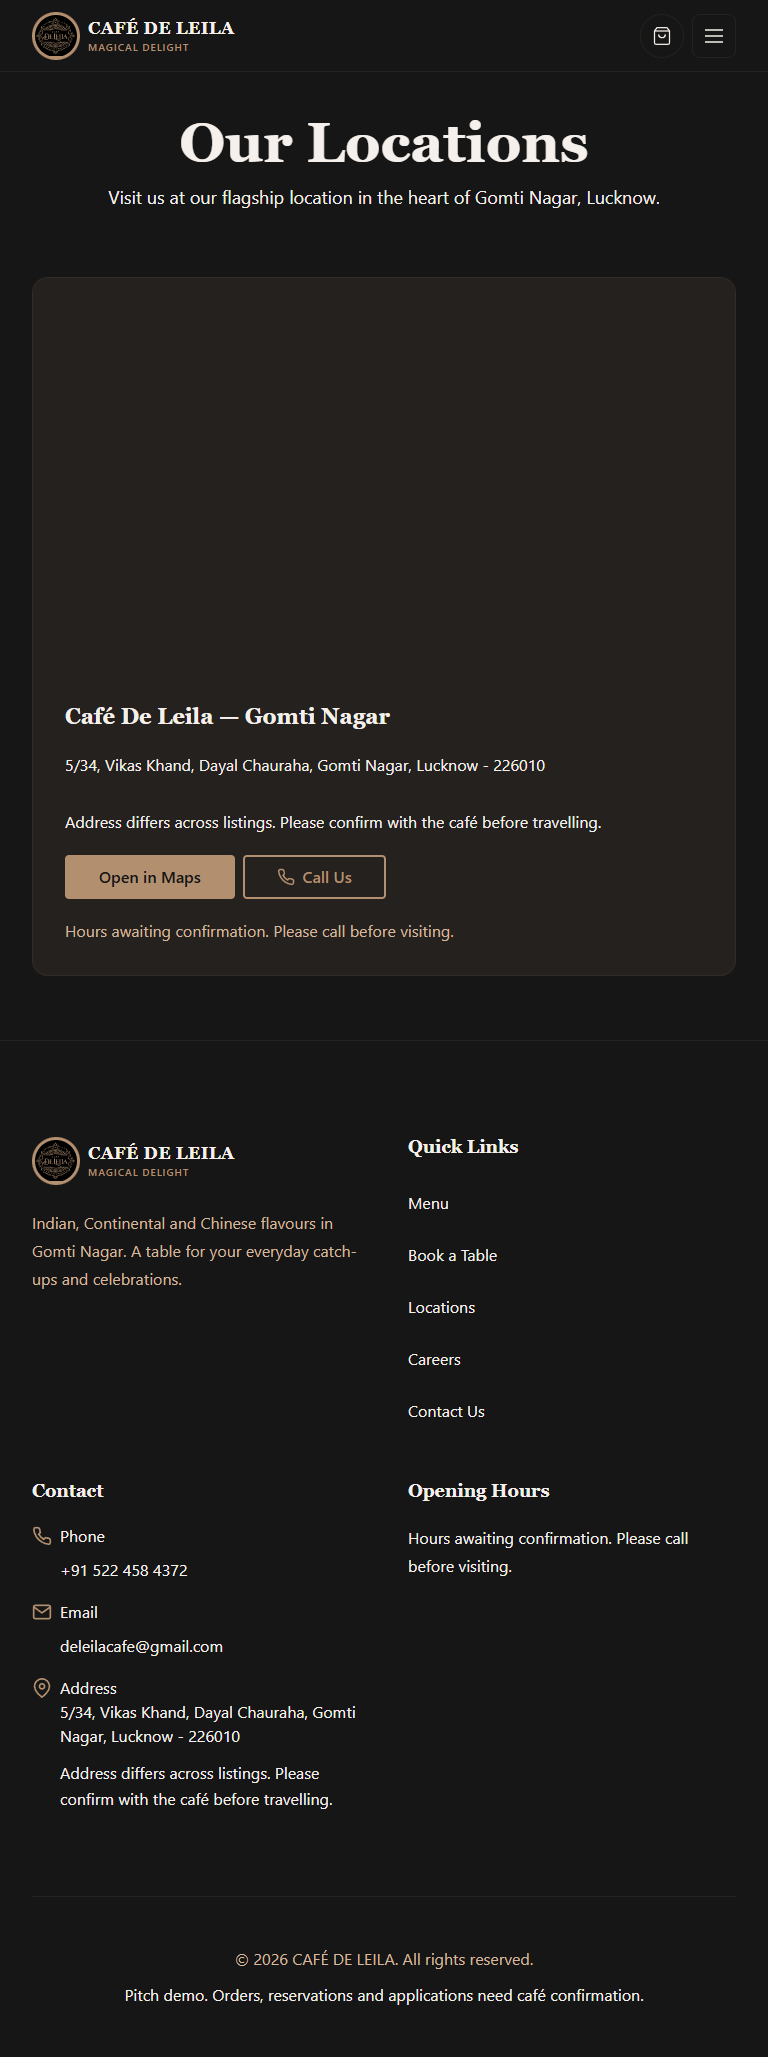 CAFÉ DE LEILA
MAGICAL DELIGHT
Our Locations
Visit us at our flagship location in the heart of Gomti Nagar, Lucknow.
Café De Leila — Gomti Nagar
5/34, Vikas Khand, Dayal Chauraha, Gomti Nagar, Lucknow - 226010
Address differs across listings. Please confirm with the café before travelling.
Open in Maps
Call Us
Hours awaiting confirmation. Please call before visiting.
CAFÉ DE LEILA
MAGICAL DELIGHT
Indian, Continental and Chinese flavours in
Gomti Nagar. A table for your everyday catch-
ups and celebrations.
Quick Links
Menu
Book a Table
Locations
Careers
Contact Us
Contact
Phone
+91 522 458 4372
Email
deleilacafe@gmail.com
Address
5/34, Vikas Khand, Dayal Chauraha, Gomti
Nagar, Lucknow - 226010
Address differs across listings. Please
confirm with the café before travelling.
Opening Hours
Hours awaiting confirmation. Please call
before visiting.
© 2026 CAFÉ DE LEILA. All rights reserved.
Pitch demo. Orders, reservations and applications need café confirmation.